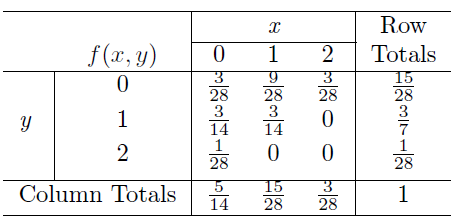 x Row
f(x, y) 0 1 2 Totals
0 3/28 9/28 3/28 15/28
y 1 3/14 3/14 0 3/7
2 1/28 0 0 1/28
Column Totals 5/14 15/28 3/28 1